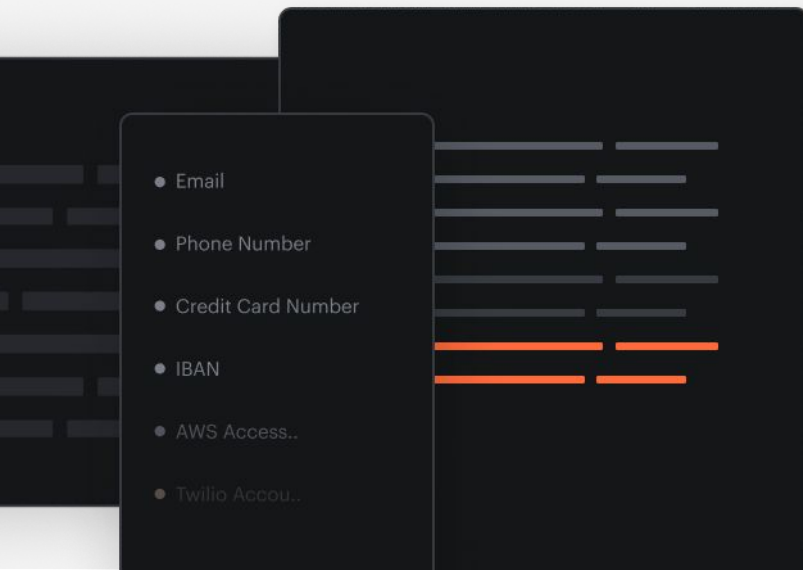 Email
Phone Number
Credit Card Number
IBAN
AWS Access..
Twilio Accou..